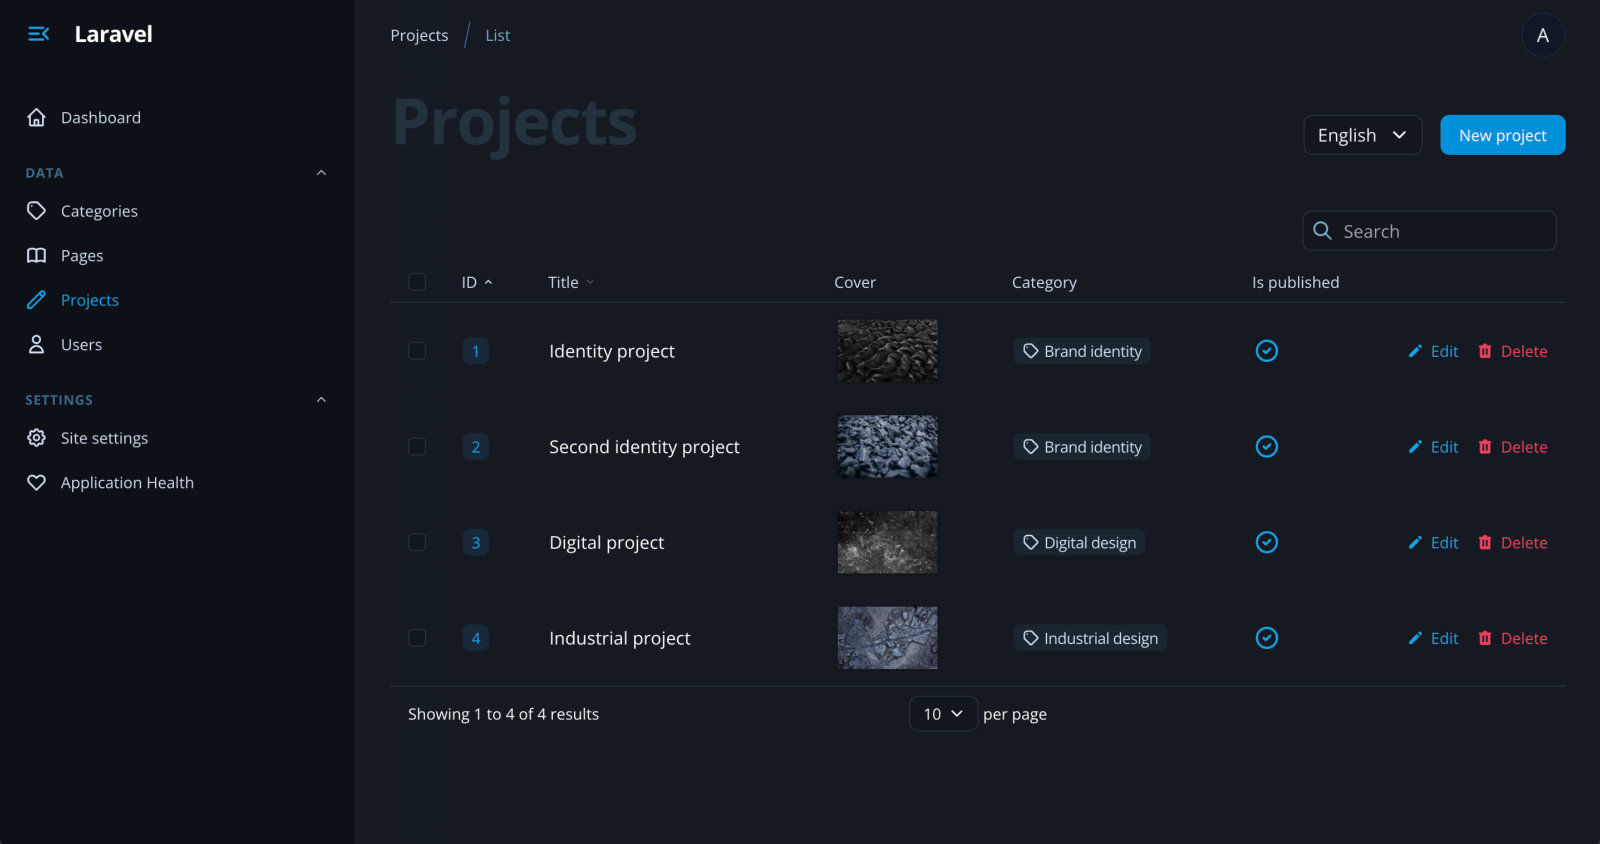 Laravel
Projects / List
A
Dashboard
Projects
English
New project
DATA
Categories
Search
Pages
ID Title Cover Category Is published
Projects
Users
1 Identity project Brand identity Edit Delete
SETTINGS
Site settings
2 Second identity project Brand identity Edit Delete
Application Health
3 Digital project Digital design Edit Delete
4 Industrial project Industrial design Edit Delete
Showing 1 to 4 of 4 results 10 per page